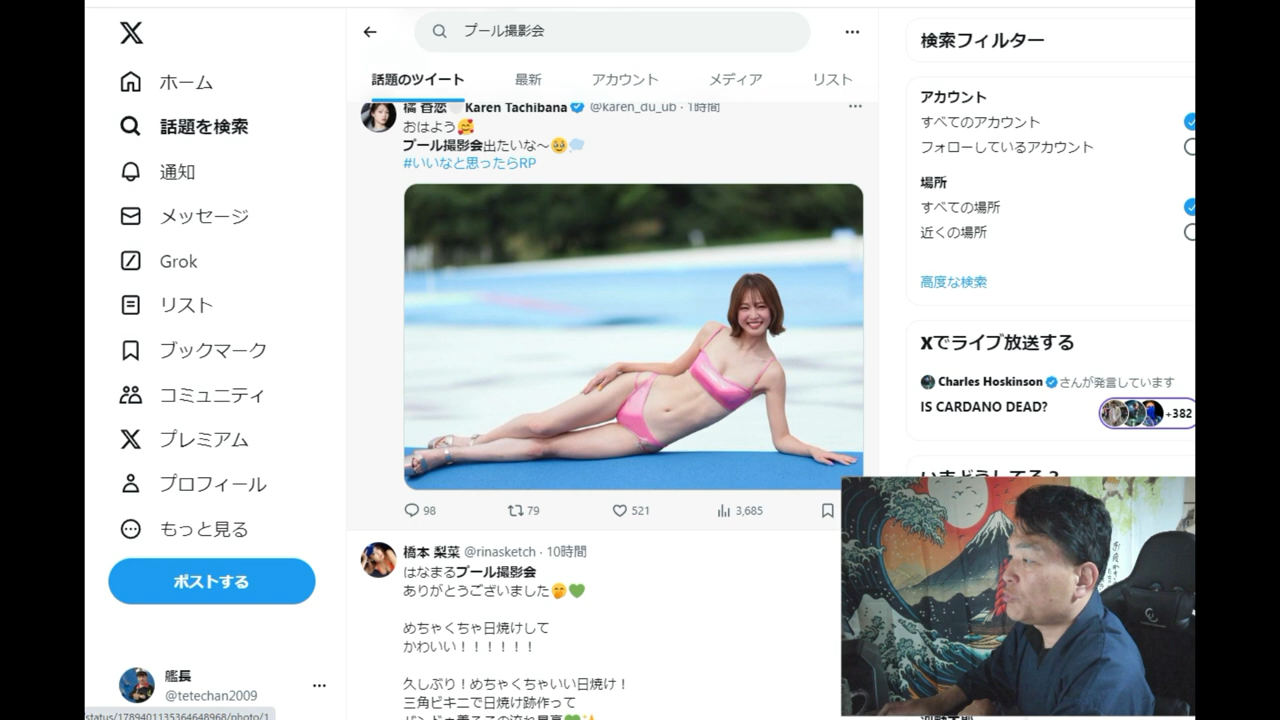 プール撮影会
検索フィルター
ホーム
話題のツイート
最新
アカウント
メディア
リスト
アカウント
橘 香恋 Karen Tachibana @karen_du_ub · 1時間
すべてのアカウント
話題を検索
おはよう🥰
プール撮影会出たいな〜🥹💭
フォローしているアカウント
#いいなと思ったらRP
通知
場所
すべての場所
メッセージ
近くの場所
Grok
高度な検索
リスト
Xでライブ放送する
ブックマーク
Charles Hoskinson さんが発言しています
コミュニティ
IS CARDANO DEAD?
+382
プレミアム
いまどうしてる?
プロフィール
98
79
521
3,685
もっと見る
橋本 梨菜 @rinasketch · 10時間
はなまるプール撮影会
ポストする
ありがとうございました🤭💚
めちゃくちゃ日焼けして
かわいい！！！！！！
久しぶり！めちゃくちゃいい日焼け！
艦長
三角ビキニで日焼け跡作って
@tetechan2009
status/1789401135364648968/photo/1